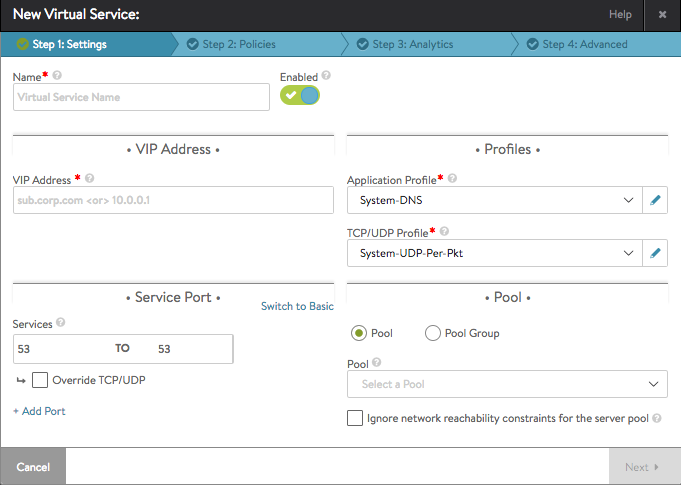 New Virtual Service:
Help
Step 1: Settings
Step 2: Policies
Step 3: Analytics
Step 4: Advanced
Name*
Enabled
Virtual Service Name
• VIP Address •
• Profiles •
VIP Address *
Application Profile*
sub.corp.com <or> 10.0.0.1
System-DNS
TCP/UDP Profile*
System-UDP-Per-Pkt
• Service Port •
Switch to Basic
• Pool •
Services
53 TO 53
Pool
Pool Group
Override TCP/UDP
Pool
Select a Pool
+ Add Port
Ignore network reachability constraints for the server pool
Cancel
Next